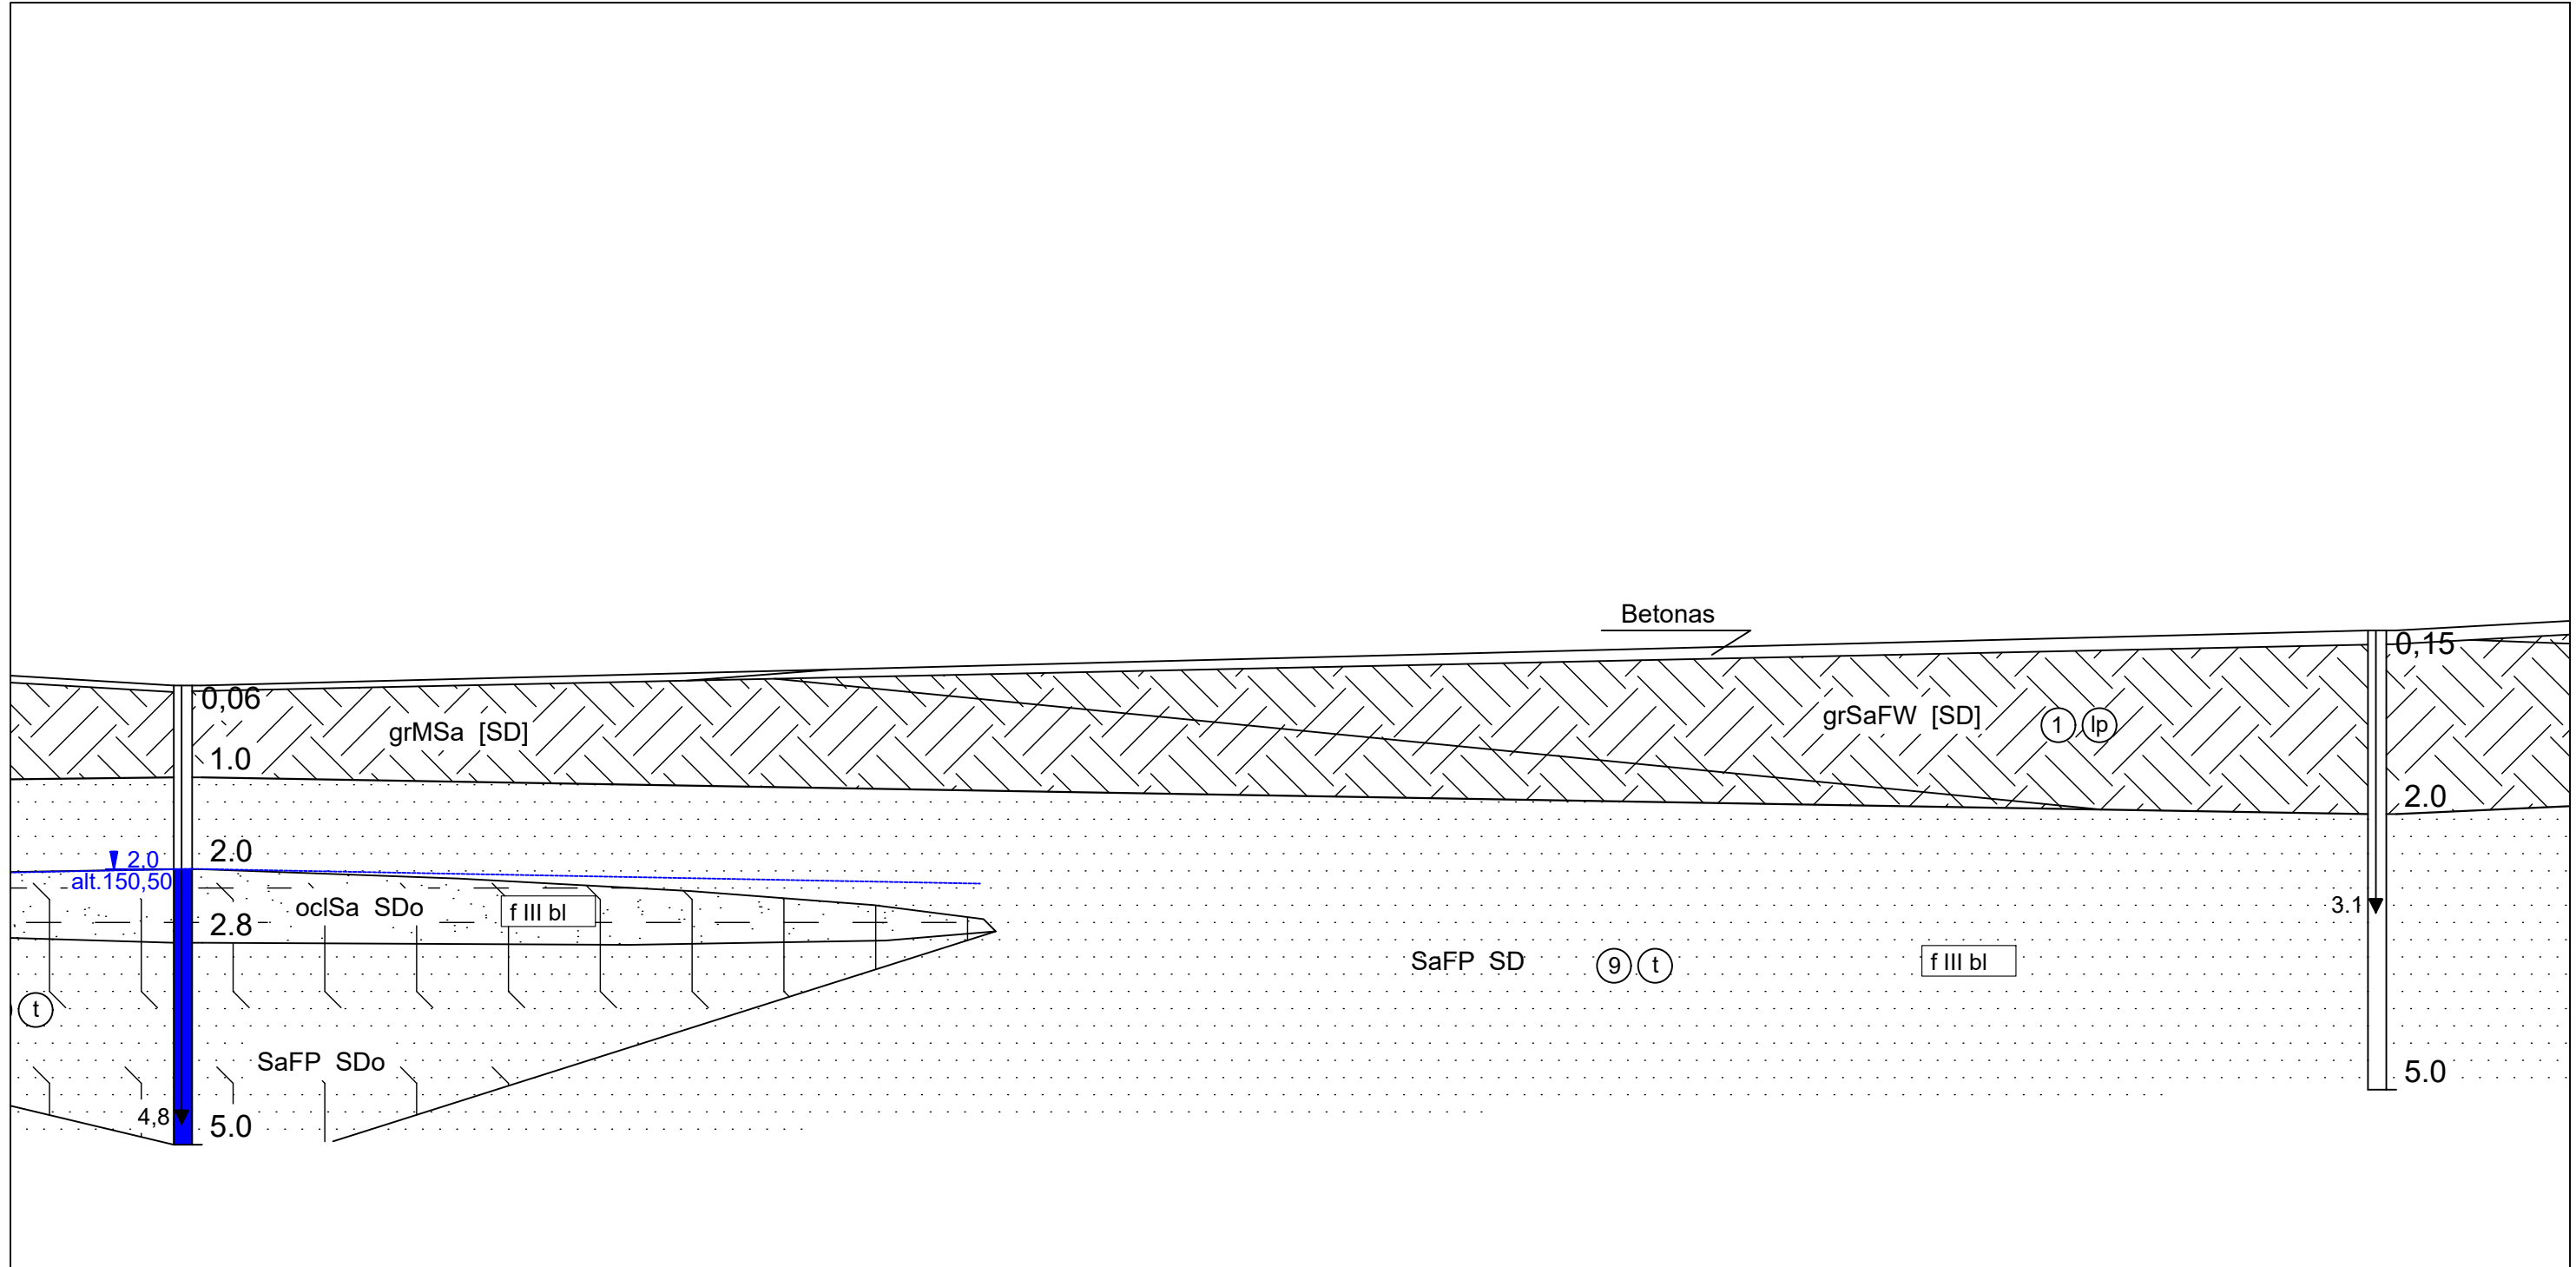 Betonas
0,15
0,06
grMSa [SD]
grSaFW [SD] 1 lp
1.0
2.0
2.0
2,0
alt.150,50
oclSa SDo
f III bl
2.8
3.1
SaFP SD 9 t
f III bl
t
SaFP SDo
5.0
4,8
5.0